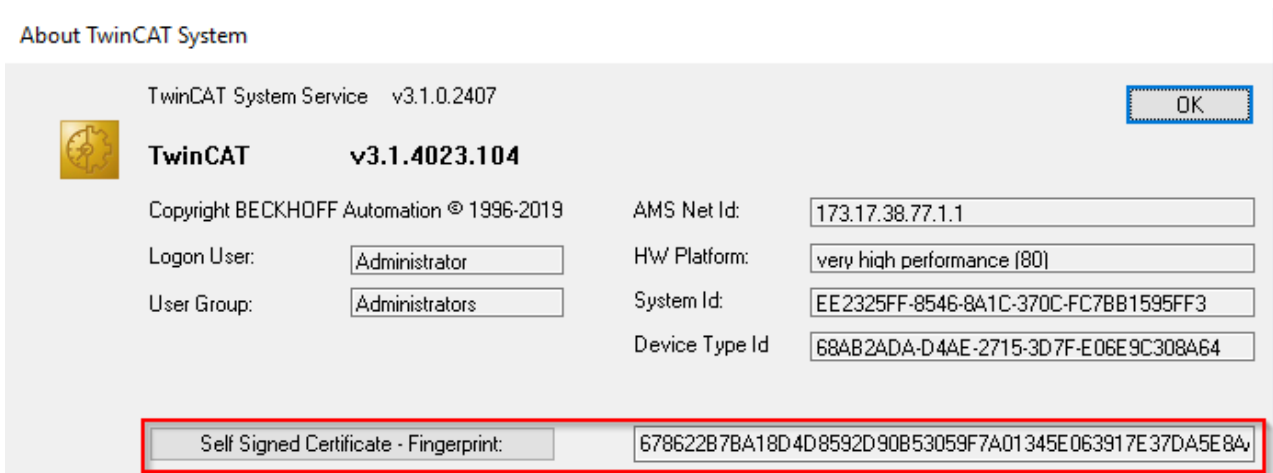 About TwinCAT System
TwinCAT System Service v3.1.0.2407
OK
TwinCAT v3.1.4023.104
Copyright BECKHOFF Automation © 1996-2019
AMS Net Id: 173.17.38.77.1.1
Logon User: Administrator
HW Platform: very high performance (80)
User Group: Administrators
System Id: EE2325FF-8546-8A1C-370C-FC7BB1595FF3
Device Type Id 68AB2ADA-D4AE-2715-3D7F-E06E9C308A64
Self Signed Certificate - Fingerprint: 678622B7BA18D4D8592D90B53059F7A01345E063917E37DA5E8A